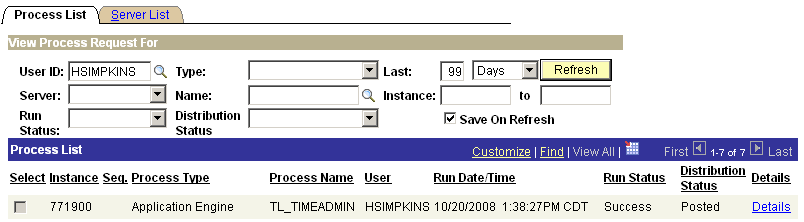 Process List Server List
View Process Request For
User ID: HSIMPKINS Type: Last: 99 Days Refresh
Server: Name: Instance: to
Run Status: Distribution Status Save On Refresh
Process List Customize | Find | View All | First 1-7 of 7 Last
Select Instance Seq. Process Type Process Name User Run Date/Time Run Status Distribution Status Details
771900 Application Engine TL_TIMEADMIN HSIMPKINS 10/20/2008 1:38:27PM CDT Success Posted Details